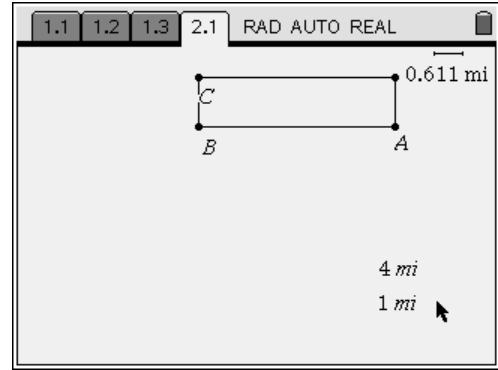 1.1 1.2 1.3 2.1 RAD AUTO REAL
0.611 mi
C
B A
4 mi
1 mi